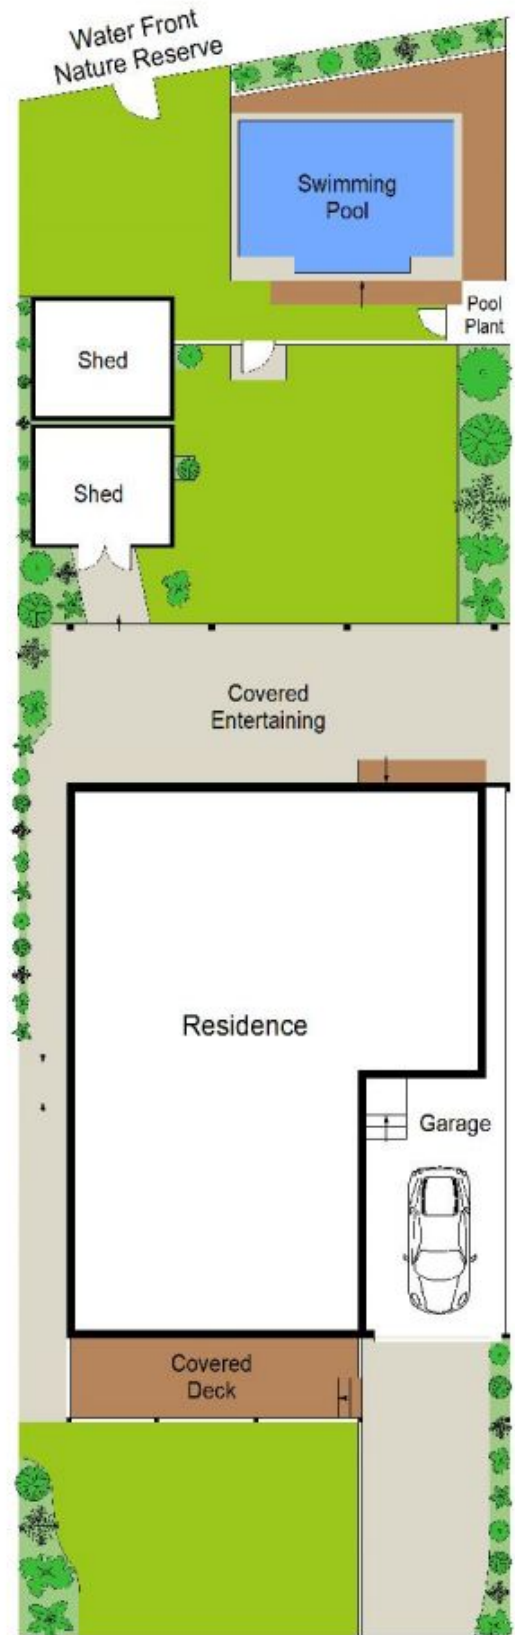 Water Front
Nature Reserve
Swimming
Pool
Pool
Plant
Shed
Shed
Covered
Entertaining
Residence
Garage
Covered
Deck